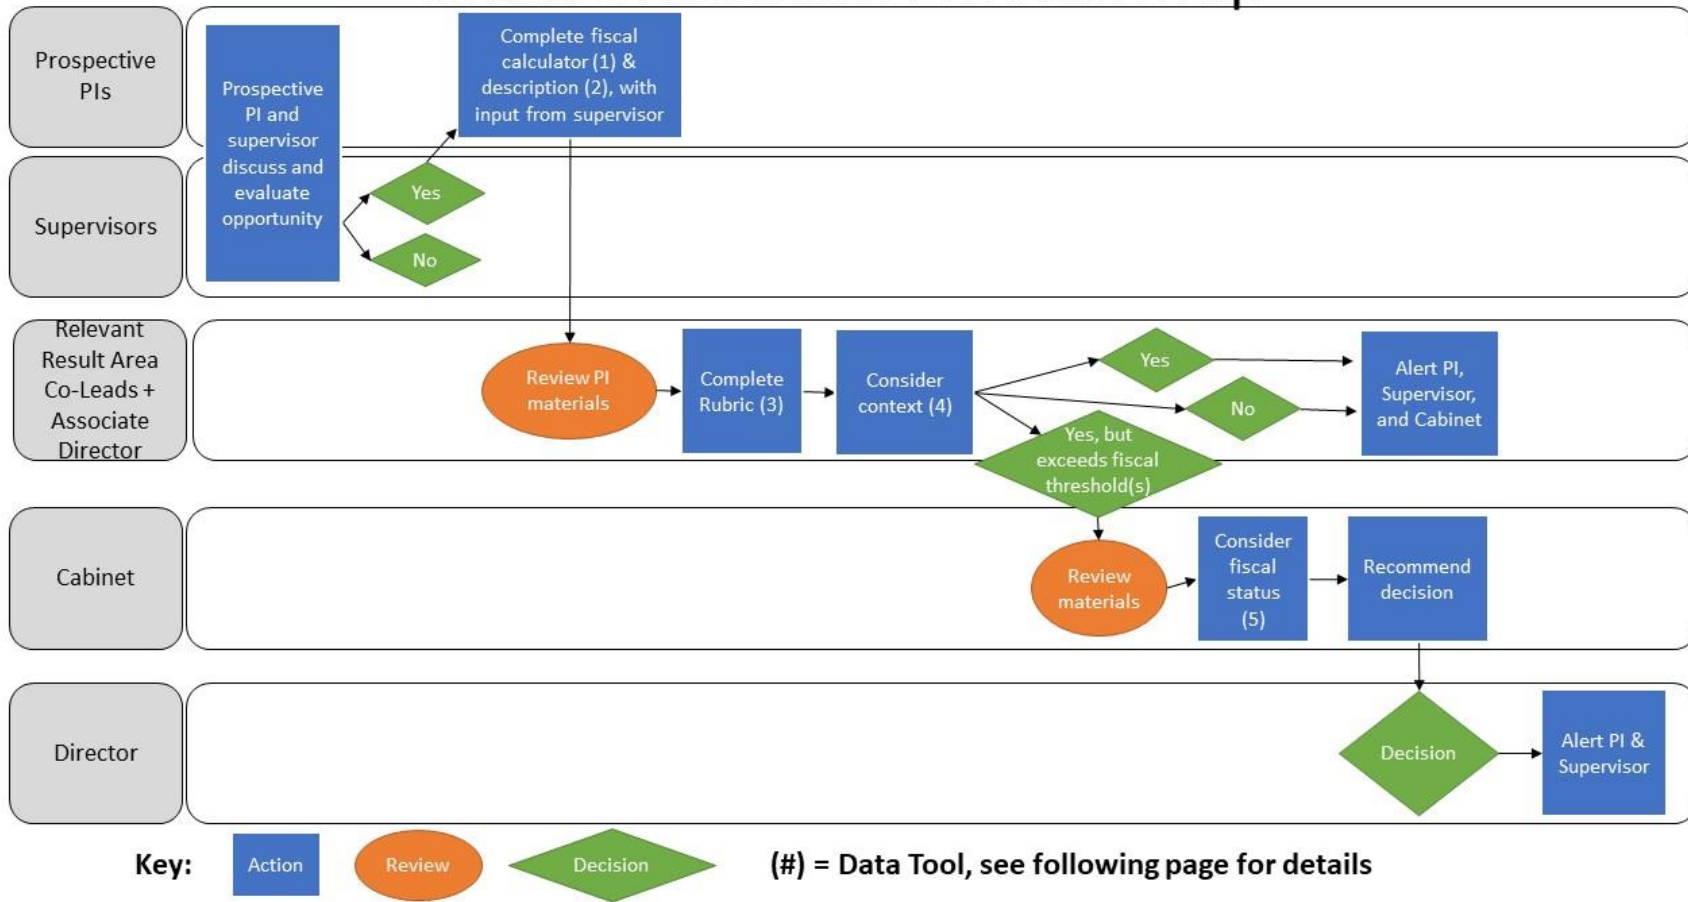 Prospective
PIs
Prospective
PI and
supervisor
discuss and
evaluate
opportunity
Complete fiscal
calculator (1) &
description (2), with
input from supervisor
Supervisors
Yes
No
Relevant
Result Area
Co-Leads +
Associate
Director
Review PI
materials
Complete
Rubric (3)
Consider
context (4)
Yes
No
Yes, but
exceeds fiscal
threshold(s)
Alert PI,
Supervisor,
and Cabinet
Cabinet
Review
materials
Consider
fiscal
status
(5)
Recommend
decision
Director
Decision
Alert PI &
Supervisor
Key:
Action
Review
Decision
(#) = Data Tool, see following page for details